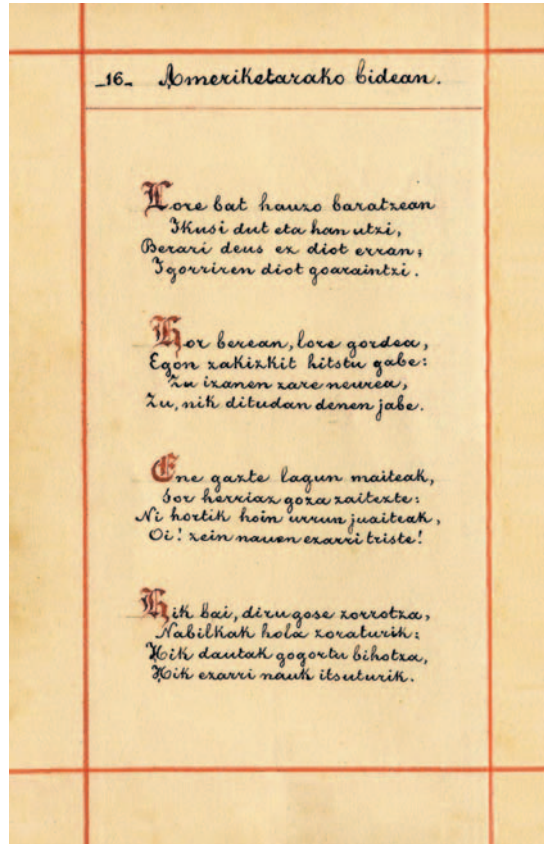 _16_ Ameriketarako bidean.
Lore bat hauzo baratzean
Ikusi dut eta han utzi,
Berari deus ez diot erran;
Igorriren diot goaraintzi.
Hor berean, lore gordea,
Egon zakizkit hitstu gabe:
Zu izanen zare neurea,
Zu, nik ditudan denen jabe.
Ene gazte lagun maiteak,
Sor herriaz goza zaitezte:
Ni hortik hoin urrun juaiteak,
Oi! zein nauen ezarri triste!
Hik bai, diru gose zorrotza,
Nabilkak hola zoraturik:
Hik dautak gogortu bihotza,
Hik ezarri nauk itsuturik.